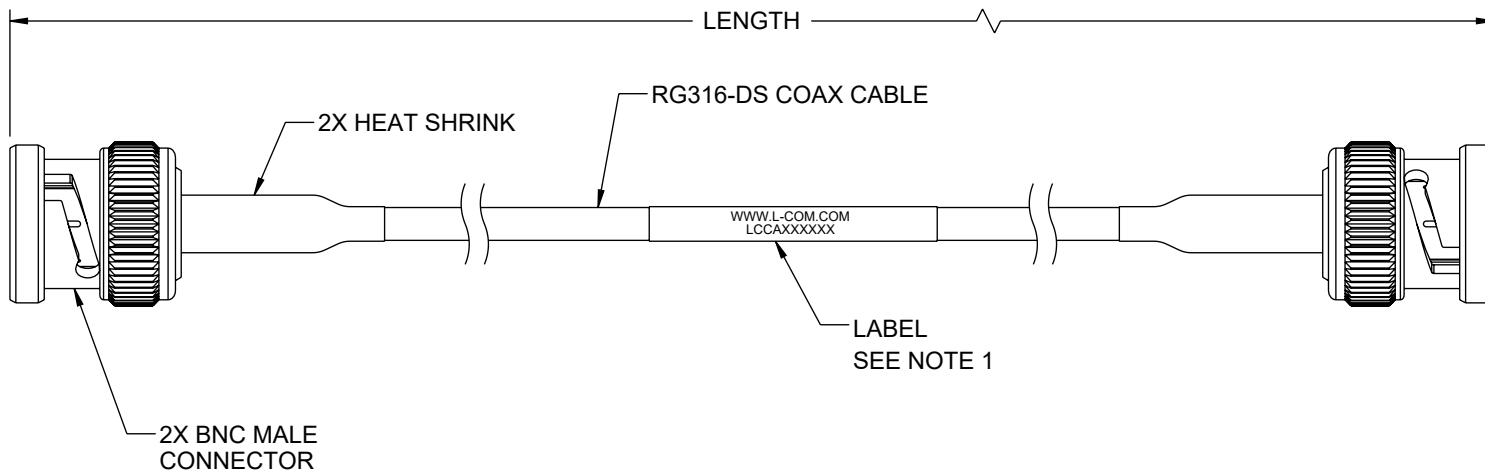 LENGTH
RG316-DS COAX CABLE
2X HEAT SHRINK
WWW.L-COM.COM
LCCAXXXXXX
LABEL
SEE NOTE 1
2X BNC MALE
CONNECTOR